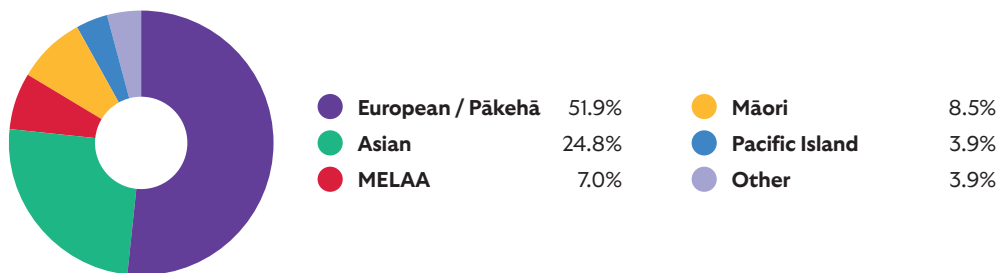 European / Pākehā 51.9%
Asian 24.8%
MELAA 7.0%
Māori 8.5%
Pacific Island 3.9%
Other 3.9%